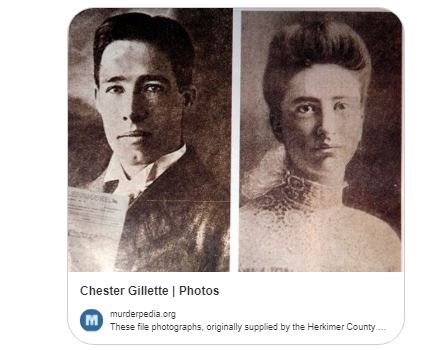 Chester Gillette | Photos
M
murderpedia.org
These file photographs, originally supplied by the Herkimer County ...